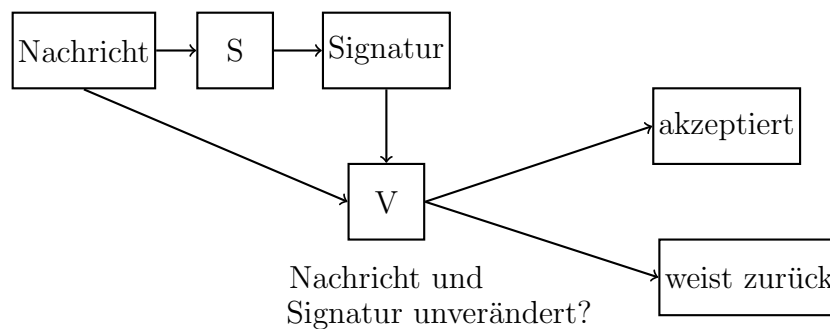 Nachricht
S
Signatur
akzeptiert
V
weist zurück
Nachricht und
Signatur unverändert?